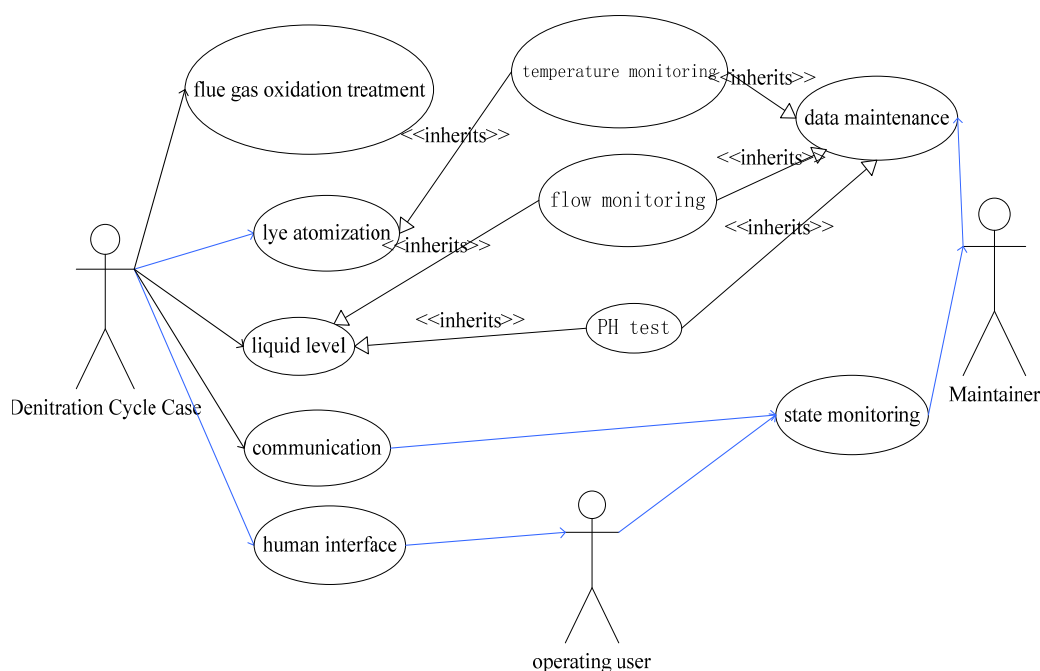 temperature monitoring
<<inherits>>
flue gas oxidation treatment
data maintenance
<<inherits>>
<<inherits>>
flow monitoring
<<inherits>>
lye atomization
<<inherits>>
<<inherits>>
PH test
liquid level
Denitration Cycle Case
Maintainer
state monitoring
communication
human interface
operating user